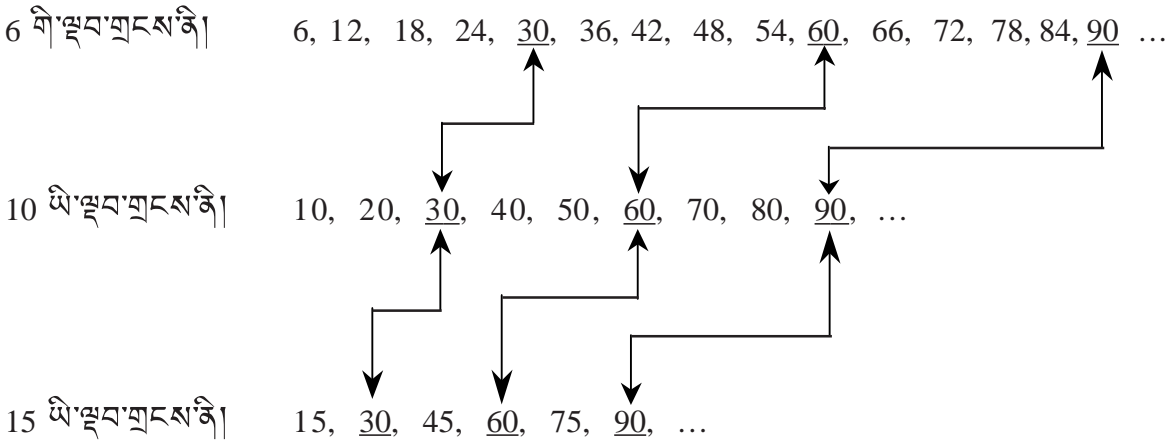 6 གི་ལྡབ་གྲངས་ནི། 6, 12, 18, 24, 30, 36, 42, 48, 54, 60, 66, 72, 78, 84, 90 …
10 ཡི་ལྡབ་གྲངས་ནི། 10, 20, 30, 40, 50, 60, 70, 80, 90, …
15 ཡི་ལྡབ་གྲངས་ནི། 15, 30, 45, 60, 75, 90, …